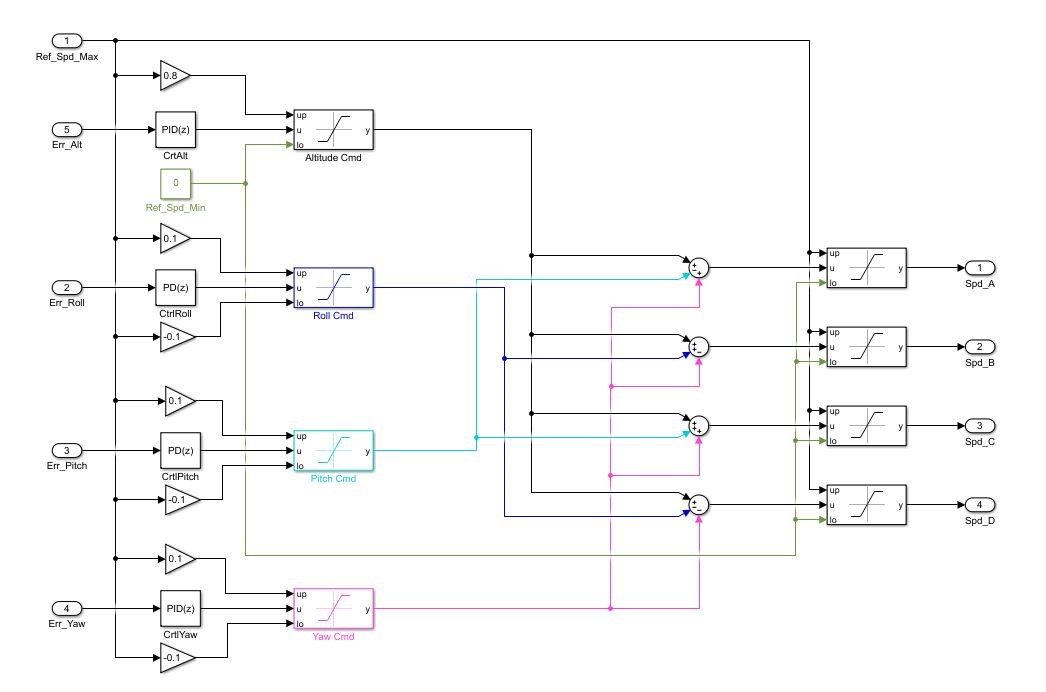 1
Ref_Spd_Max
0.8
up
5
PID(z)
u
y
Err_Alt
lo
CrtAlt
Altitude Cmd
0
Ref_Spd_Min
0.1
up
up
1
2
PD(z)
u
y
u
y
Err_Roll
lo
lo
Spd_A
CtrlRoll
Roll Cmd
-0.1
up
u
y
2
lo
Spd_B
0.1
up
up
3
PD(z)
u
y
u
y
3
Err_Pitch
lo
lo
Spd_C
CrtlPitch
Pitch Cmd
-0.1
up
u
y
4
lo
Spd_D
0.1
up
4
PID(z)
u
y
Err_Yaw
lo
CrtlYaw
Yaw Cmd
-0.1